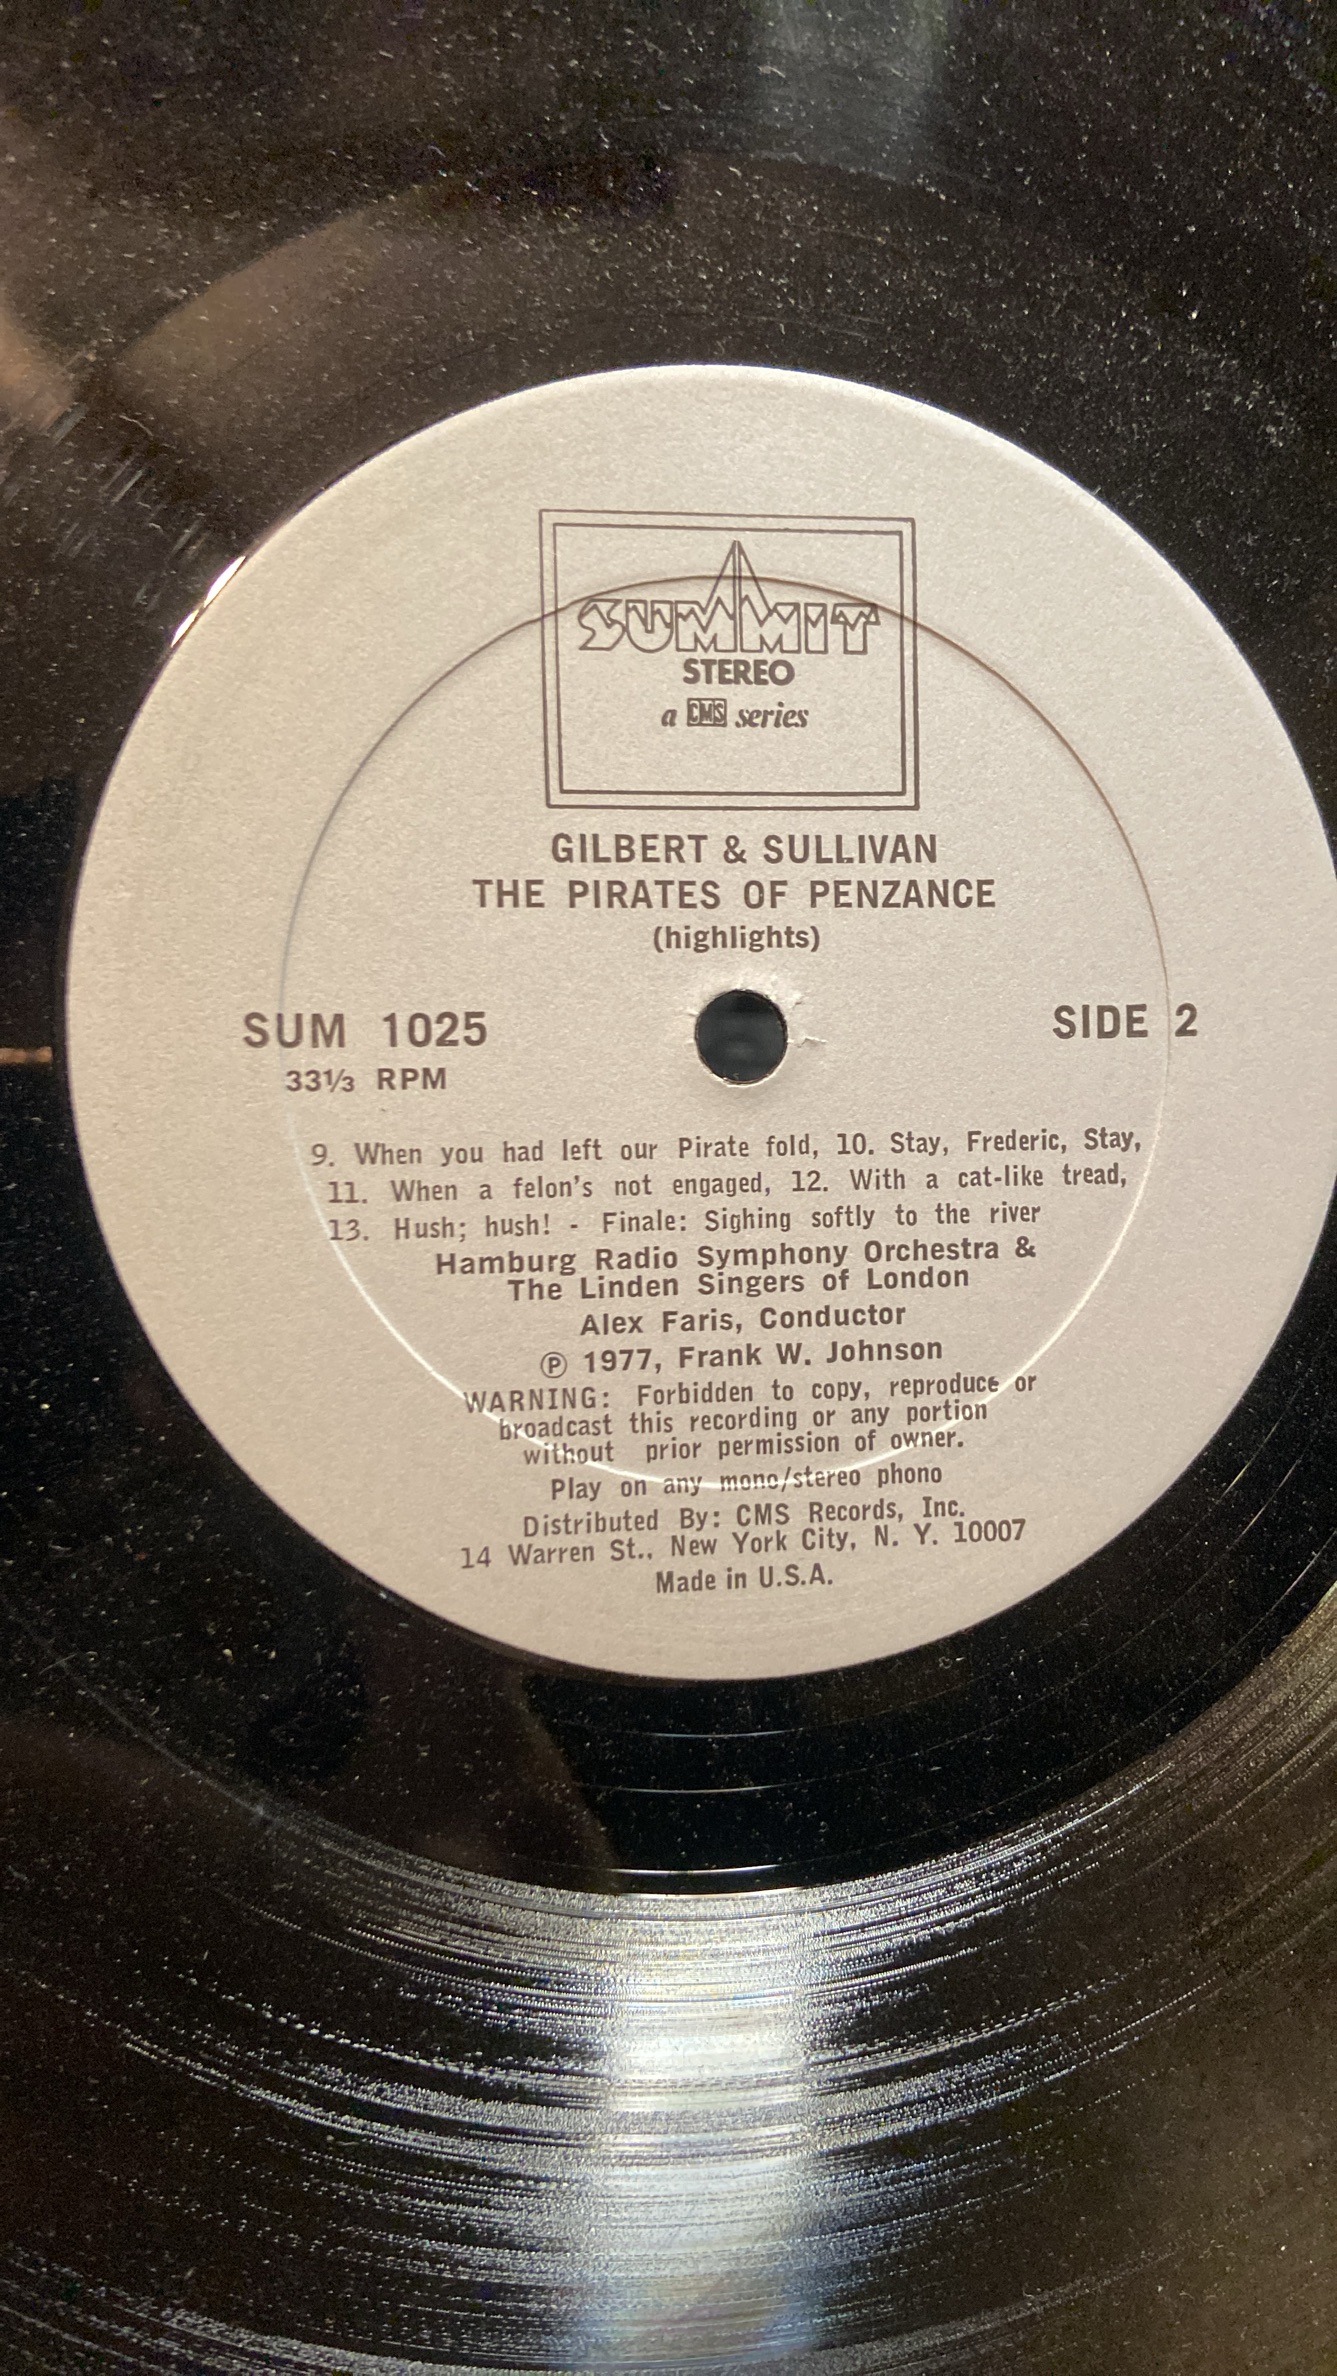 SUMMIT
STEREO
a CMS series
GILBERT & SULLIVAN
THE PIRATES OF PENZANCE
(highlights)
SUM 1025
SIDE 2
33⅓ RPM
9. When you had left our Pirate fold, 10. Stay, Frederic, Stay,
11. When a felon's not engaged, 12. With a cat-like tread,
13. Hush; hush! - Finale: Sighing softly to the river
Hamburg Radio Symphony Orchestra &
The Linden Singers of London
Alex Faris, Conductor
℗ 1977, Frank W. Johnson
WARNING: Forbidden to copy, reproduce or
broadcast this recording or any portion
without prior permission of owner.
Play on any mono/stereo phono
Distributed By: CMS Records, Inc.
14 Warren St., New York City, N. Y. 10007
Made in U.S.A.